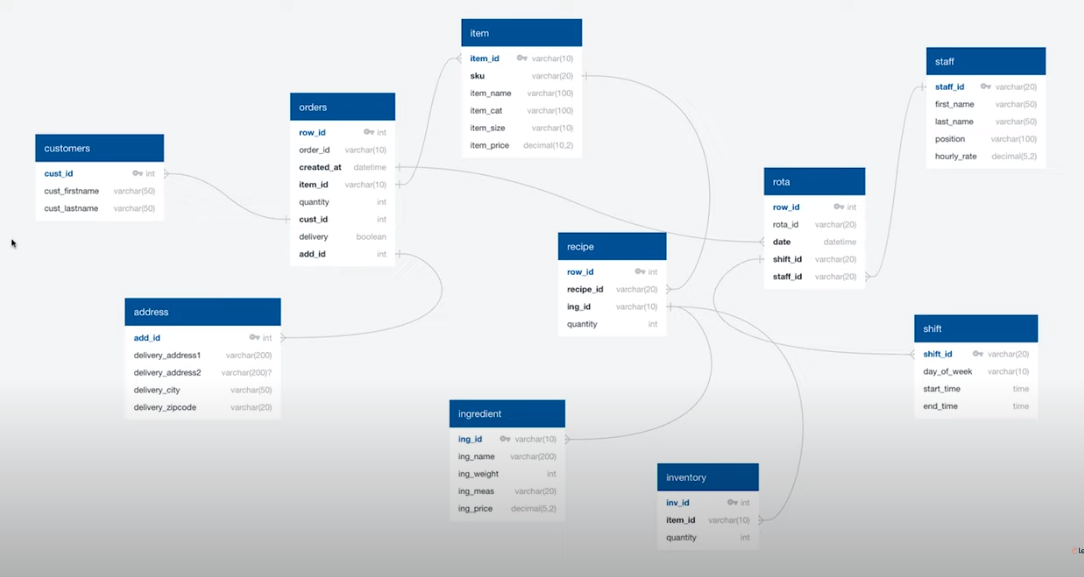 item
item_id varchar(10)
sku varchar(20)
item_name varchar(100)
item_cat varchar(100)
item_size varchar(10)
item_price decimal(10,2)
staff
staff_id varchar(20)
first_name varchar(50)
last_name varchar(50)
position varchar(100)
hourly_rate decimal(5,2)
orders
row_id int
order_id varchar(10)
created_at datetime
item_id varchar(10)
quantity int
cust_id int
delivery boolean
add_id int
customers
cust_id int
cust_firstname varchar(50)
cust_lastname varchar(50)
rota
row_id int
rota_id varchar(20)
date datetime
shift_id varchar(20)
staff_id varchar(20)
recipe
row_id int
recipe_id varchar(20)
ing_id varchar(10)
quantity int
address
add_id int
delivery_address1 varchar(200)
delivery_address2 varchar(200)?
delivery_city varchar(50)
delivery_zipcode varchar(20)
shift
shift_id varchar(20)
day_of_week varchar(10)
start_time time
end_time time
ingredient
ing_id varchar(10)
ing_name varchar(200)
ing_weight int
ing_meas varchar(20)
ing_price decimal(5,2)
inventory
inv_id int
item_id varchar(10)
quantity int